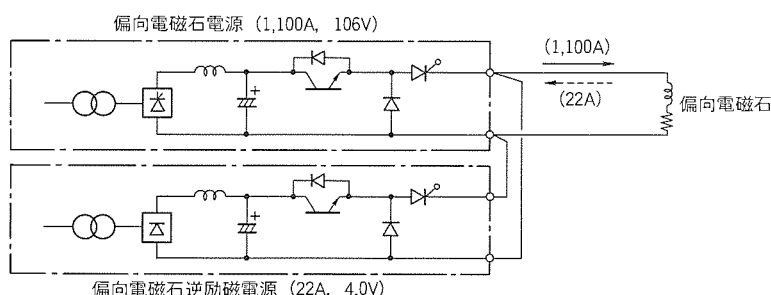 偏向電磁石電源 (1,100A, 106V)
(1,100A)
(22A)
偏向電磁石
+
+
偏向電磁石逆励磁電源 (22A, 4.0V)